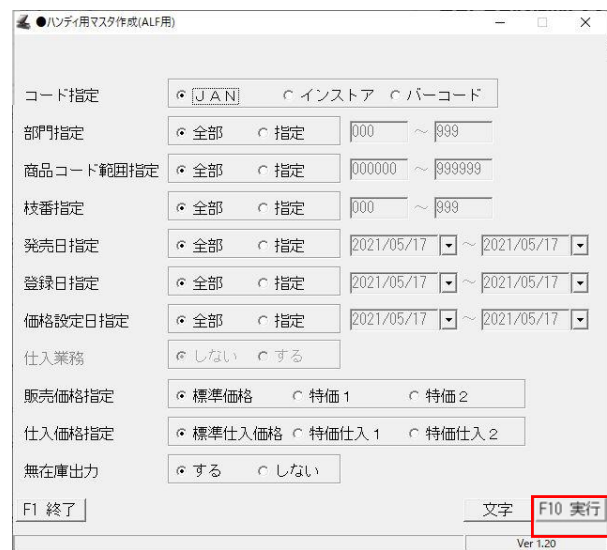 ●ハンディ用マスタ作成(ALF用)
コード指定 JAN インストア バーコード
部門指定 全部 指定 000 ～ 999
商品コード範囲指定 全部 指定 000000 ～ 999999
枝番指定 全部 指定 000 ～ 999
発売日指定 全部 指定 2021/05/17 ～ 2021/05/17
登録日指定 全部 指定 2021/05/17 ～ 2021/05/17
価格設定日指定 全部 指定 2021/05/17 ～ 2021/05/17
仕入業務 しない する
販売価格指定 標準価格 特価1 特価2
仕入価格指定 標準仕入価格 特価仕入1 特価仕入2
無在庫出力 する しない
F1 終了 文字 F10 実行
Ver 1.20